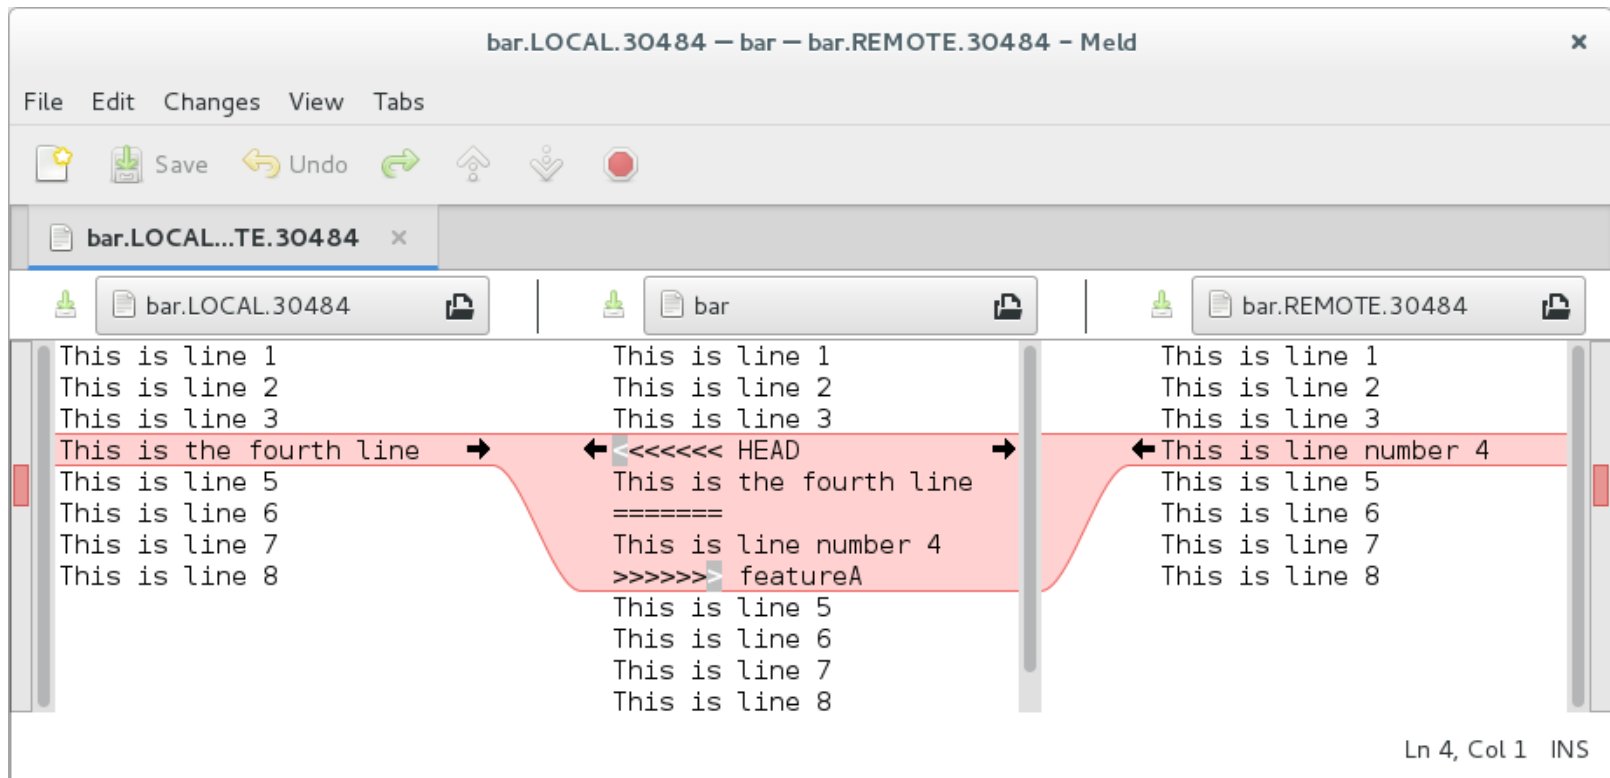 bar.LOCAL.30484 — bar — bar.REMOTE.30484 – Meld
File Edit Changes View Tabs
Save Undo
bar.LOCAL...TE.30484
bar.LOCAL.30484
bar
bar.REMOTE.30484
This is line 1
This is line 2
This is line 3
This is the fourth line
This is line 5
This is line 6
This is line 7
This is line 8
This is line 1
This is line 2
This is line 3
<<<<<<< HEAD
This is the fourth line
=======
This is line number 4
>>>>>>> featureA
This is line 5
This is line 6
This is line 7
This is line 8
This is line 1
This is line 2
This is line 3
This is line number 4
This is line 5
This is line 6
This is line 7
This is line 8
Ln 4, Col 1 INS